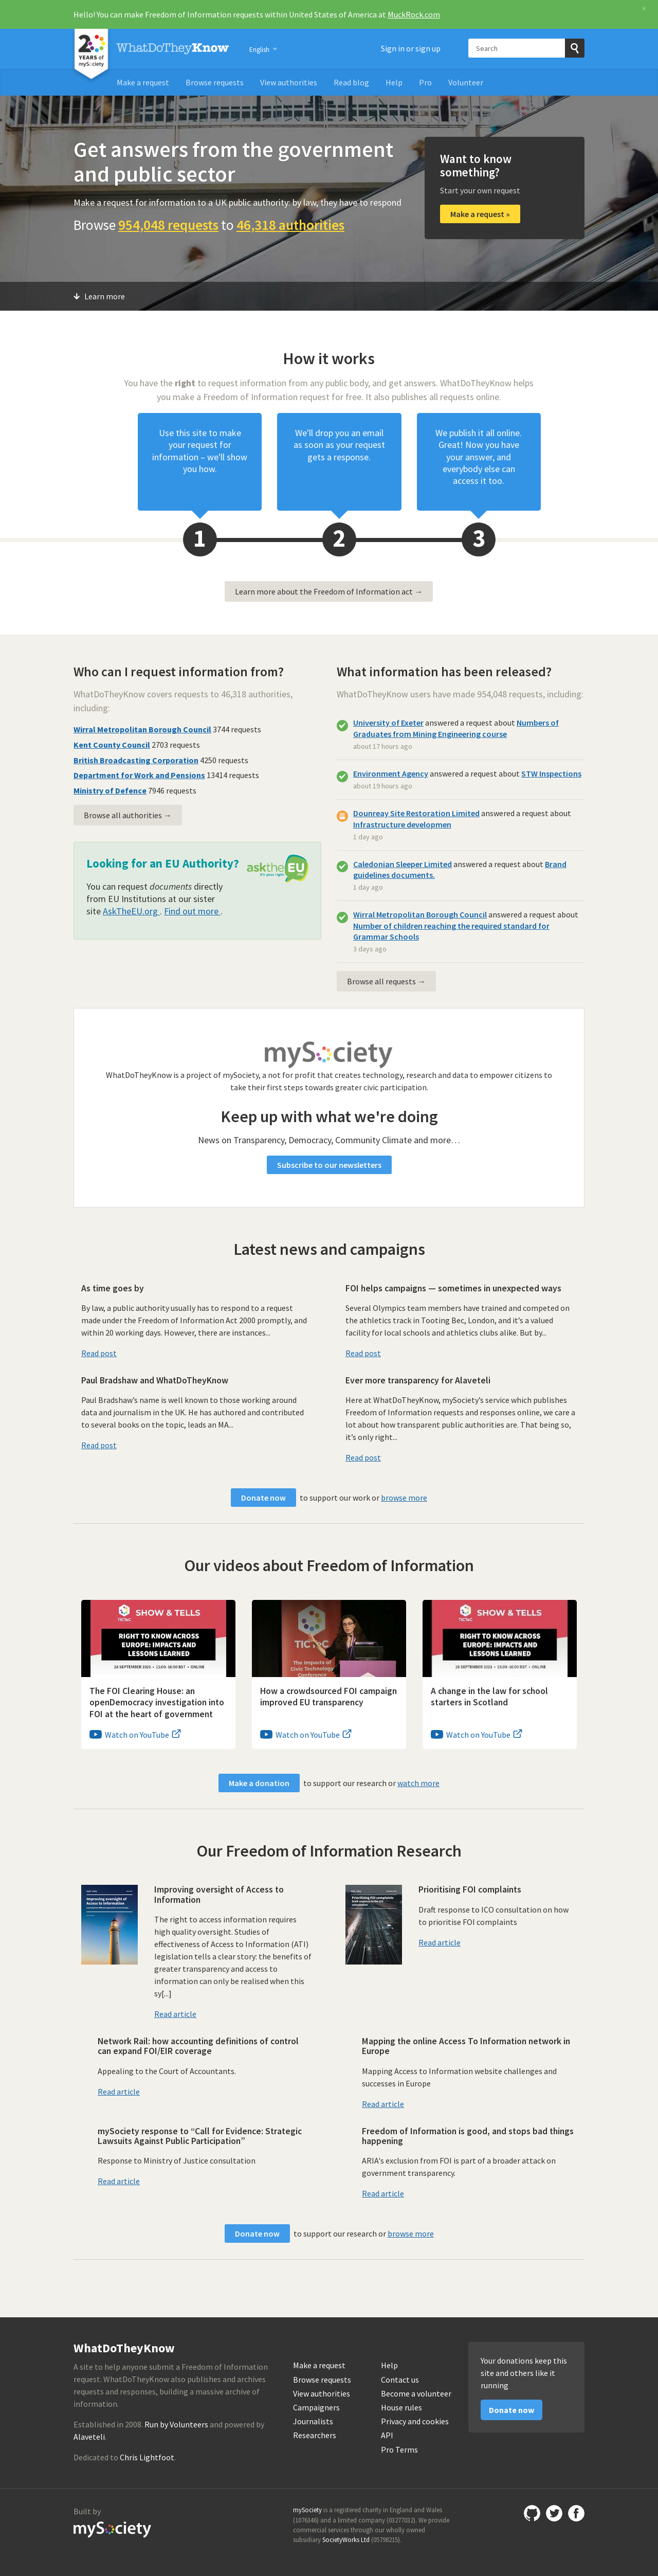 Hello! You can make Freedom of Information requests within United States of America at MuckRock.com
×
20
YEARS of
mySociety
WhatDoTheyKnow
English
Sign in or sign up
Search
Make a request
Browse requests
View authorities
Read blog
Help
Pro
Volunteer
Get answers from the government
and public sector
Make a request for information to a UK public authority: by law, they have to respond
Browse 954,048 requests to 46,318 authorities
Want to know
something?
Start your own request
Make a request »
Learn more
How it works
You have the right to request information from any public body, and get answers. WhatDoTheyKnow helps
you make a Freedom of Information request for free. It also publishes all requests online.
Use this site to make
your request for
information – we'll show
you how.
We'll drop you an email
as soon as your request
gets a response.
We publish it all online.
Great! Now you have
your answer, and
everybody else can
access it too.
1
2
3
Learn more about the Freedom of Information act →
Who can I request information from?
WhatDoTheyKnow covers requests to 46,318 authorities,
including:
Wirral Metropolitan Borough Council 3744 requests
Kent County Council 2703 requests
British Broadcasting Corporation 4250 requests
Department for Work and Pensions 13414 requests
Ministry of Defence 7946 requests
Browse all authorities →
Looking for an EU Authority?
asktheEU
You can request documents directly
from EU Institutions at our sister
site AskTheEU.org . Find out more .
What information has been released?
WhatDoTheyKnow users have made 954,048 requests, including:
University of Exeter answered a request about Numbers of
Graduates from Mining Engineering course
about 17 hours ago
Environment Agency answered a request about STW Inspections
about 19 hours ago
Dounreay Site Restoration Limited answered a request about
Infrastructure developmen
1 day ago
Caledonian Sleeper Limited answered a request about Brand
guidelines documents.
1 day ago
Wirral Metropolitan Borough Council answered a request about
Number of children reaching the required standard for
Grammar Schools
3 days ago
Browse all requests →
mySociety
WhatDoTheyKnow is a project of mySociety, a not for profit that creates technology, research and data to empower citizens to
take their first steps towards greater civic participation.
Keep up with what we're doing
News on Transparency, Democracy, Community Climate and more…
Subscribe to our newsletters
Latest news and campaigns
As time goes by
By law, a public authority usually has to respond to a request
made under the Freedom of Information Act 2000 promptly, and
within 20 working days. However, there are instances...
Read post
FOI helps campaigns — sometimes in unexpected ways
Several Olympics team members have trained and competed on
the athletics track in Tooting Bec, London, and it's a valued
facility for local schools and athletics clubs alike. But by...
Read post
Paul Bradshaw and WhatDoTheyKnow
Paul Bradshaw's name is well known to those working around
data and journalism in the UK. He has authored and contributed
to several books on the topic, leads an MA...
Read post
Ever more transparency for Alaveteli
Here at WhatDoTheyKnow, mySociety's service which publishes
Freedom of Information requests and responses online, we care a
lot about how transparent public authorities are. That being so,
it's only right...
Read post
Donate now to support our work or browse more
Our videos about Freedom of Information
TICTeC SHOW & TELLS
RIGHT TO KNOW ACROSS
EUROPE: IMPACTS AND
LESSONS LEARNED
The FOI Clearing House: an
openDemocracy investigation into
FOI at the heart of government
Watch on YouTube
TICTeC
The Impacts of
Civic Technology
Conference
How a crowdsourced FOI campaign
improved EU transparency
Watch on YouTube
TICTeC SHOW & TELLS
RIGHT TO KNOW ACROSS
EUROPE: IMPACTS AND
LESSONS LEARNED
A change in the law for school
starters in Scotland
Watch on YouTube
Make a donation to support our research or watch more
Our Freedom of Information Research
Improving oversight of
Access to Information
Improving oversight of Access to
Information
The right to access information requires
high quality oversight. Studies of
effectiveness of Access to Information (ATI)
legislation tells a clear story: the benefits of
greater transparency and access to
information can only be realised when this
sy[...]
Read article
Prioritising FOI complaints
Prioritising FOI complaints
Draft response to ICO consultation on how
to prioritise FOI complaints
Read article
Network Rail: how accounting definitions of control
can expand FOI/EIR coverage
Appealing to the Court of Accountants.
Read article
Mapping the online Access To Information network in
Europe
Mapping Access to Information website challenges and
successes in Europe
Read article
mySociety response to “Call for Evidence: Strategic
Lawsuits Against Public Participation”
Response to Ministry of Justice consultation
Read article
Freedom of Information is good, and stops bad things
happening
ARIA's exclusion from FOI is part of a broader attack on
government transparency.
Read article
Donate now to support our research or browse more
WhatDoTheyKnow
A site to help anyone submit a Freedom of Information
request. WhatDoTheyKnow also publishes and archives
requests and responses, building a massive archive of
information.
Established in 2008. Run by Volunteers and powered by
Alaveteli.
Dedicated to Chris Lightfoot.
Make a request
Browse requests
View authorities
Campaigners
Journalists
Researchers
Help
Contact us
Become a volunteer
House rules
Privacy and cookies
API
Pro Terms
Your donations keep this
site and others like it
running
Donate now
Built by
mySociety
mySociety is a registered charity in England and Wales
(1076346) and a limited company (03277032). We provide
commercial services through our wholly owned
subsidiary SocietyWorks Ltd (05798215).